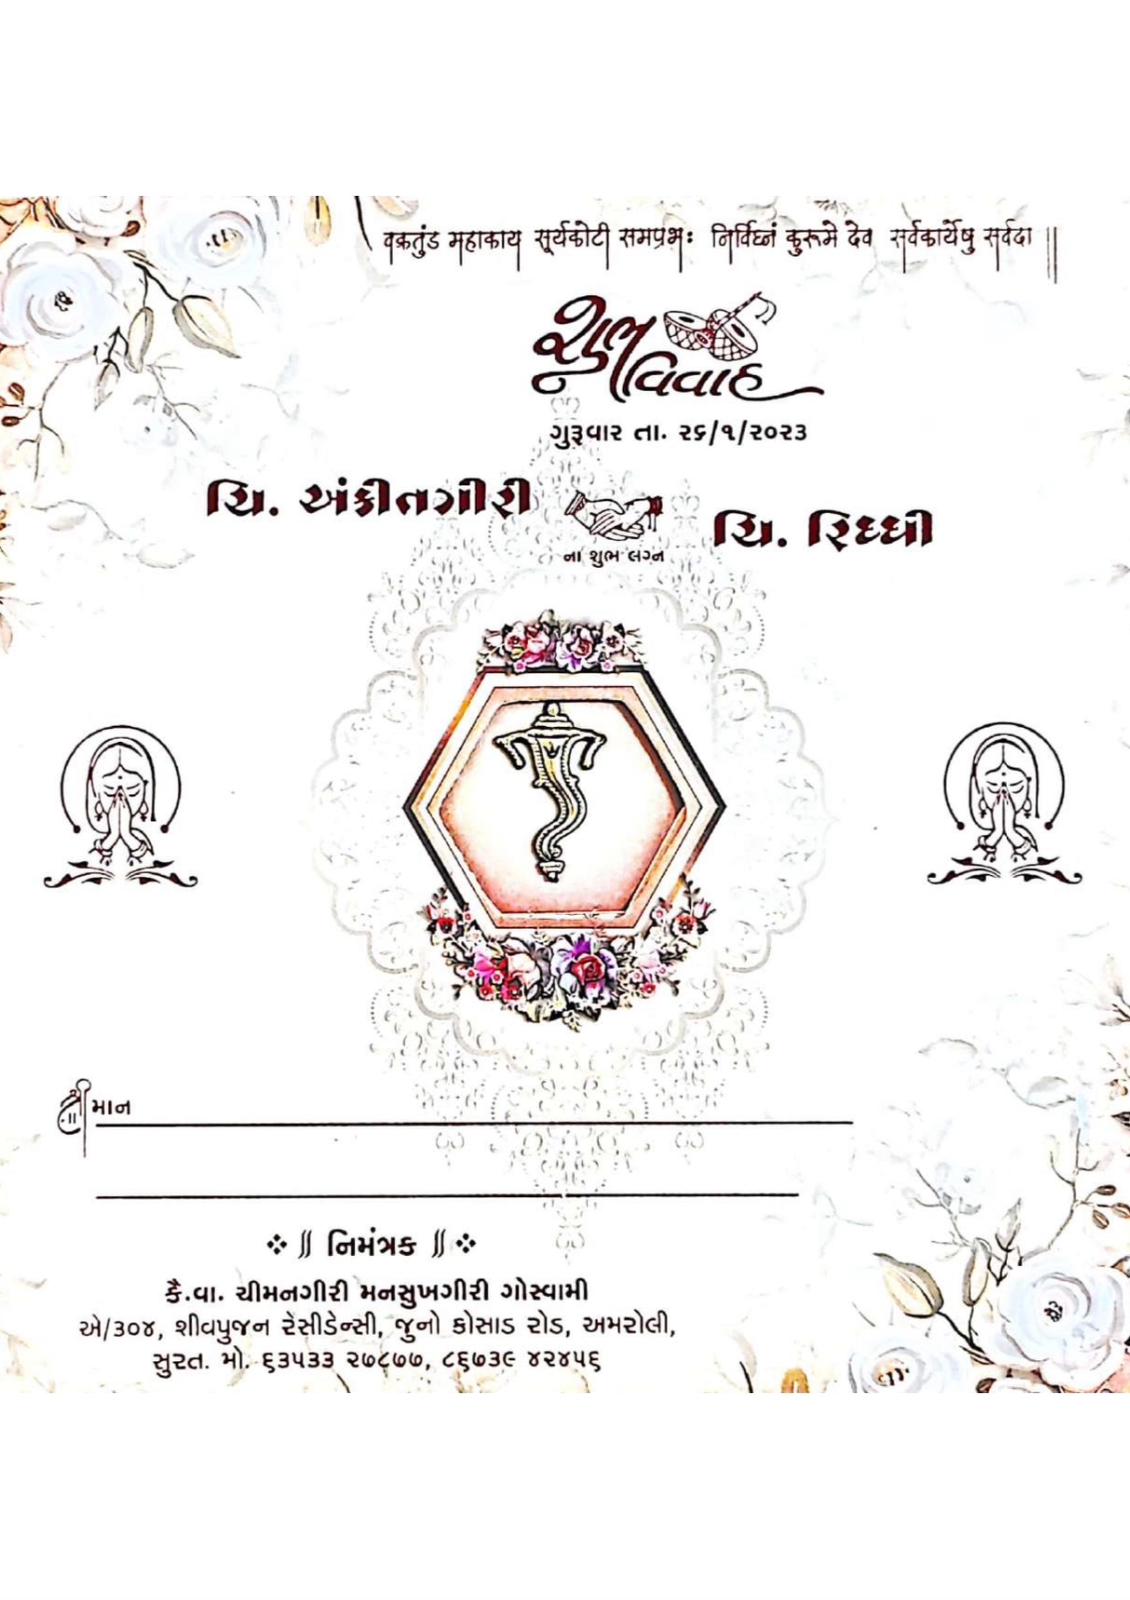 वक्रतुंड महाकाय सूर्यकोटी समप्रभः निर्विघ्नं कुरूमे देव सर्वकार्येषु सर्वदा ||
શુભ
વિવાહ
ગુરૂવાર તા. ૨૬/૧/૨૦૨૩
ચિ. અંકીતગીરી
ના શુભ લગ્ન
ચિ. રિધ્ધી
શ્રીમાન
|| નિમંત્રક ||
કૈ.વા. ચીમનગીરી મનસુખગીરી ગોસ્વામી
એ/૩૦૪, શીવપુજન રેસીડેન્સી, જુનો કોસાડ રોડ, અમરોલી,
સુરત. મો. ૬૩૫૩૩ ૨૭૮૭૭, ૮૬૭૩૯ ૪૨૪૫૬